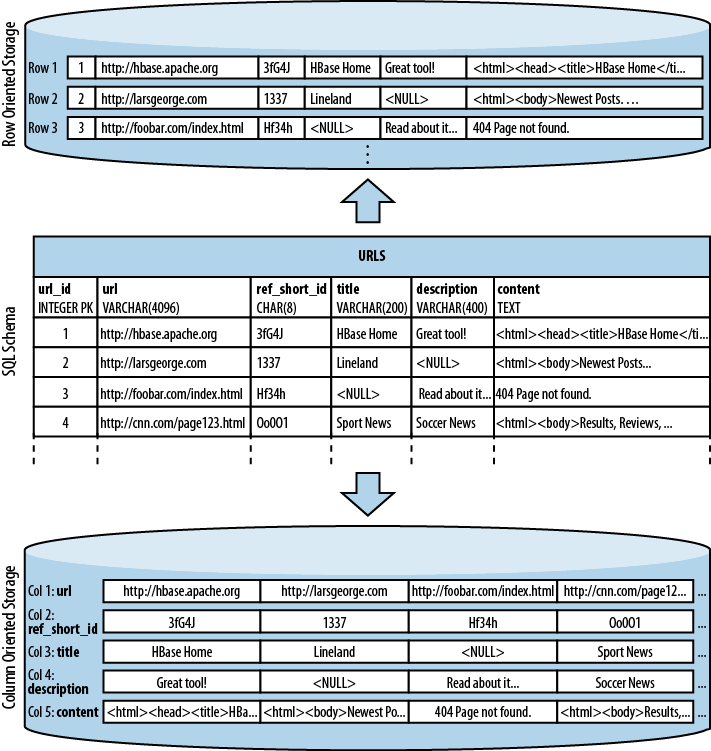 Row Oriented Storage
Row 1 1 http://hbase.apache.org 3fG4J HBase Home Great tool! <html><head><title>HBase Home</ti...
Row 2 2 http://larsgeorge.com 1337 Lineland <NULL> <html><body>Newest Posts. . . .
Row 3 3 http://foobar.com/index.html Hf34h <NULL> Read about it... 404 Page not found.
SQL Schema
URLS
url_id url ref_short_id title description content
INTEGER PK VARCHAR(4096) CHAR(8) VARCHAR(200) VARCHAR(400) TEXT
1 http://hbase.apache.org 3fG4J HBase Home Great tool! <html><head><title>HBase Home</ti...
2 http://larsgeorge.com 1337 Lineland <NULL> <html><body>Newest Posts...
3 http://foobar.com/index.html Hf34h <NULL> Read about it... 404 Page not found.
4 http://cnn.com/page123.html Oo0O1 Sport News Soccer News <html><body>Results, Reviews, ...
Column Oriented Storage
Col 1: url http://hbase.apache.org http://larsgeorge.com http://foobar.com/index.html http://cnn.com/page12... ...
Col 2:
ref_short_id 3fG4J 1337 Hf34h Oo0O1 ...
Col 3: title HBase Home Lineland <NULL> Sport News ...
Col 4:
description Great tool! <NULL> Read about it... Soccer News ...
Col 5: content <html><head><title>HBa... <html><body>Newest Po... 404 Page not found. <html><body>Results,... ...